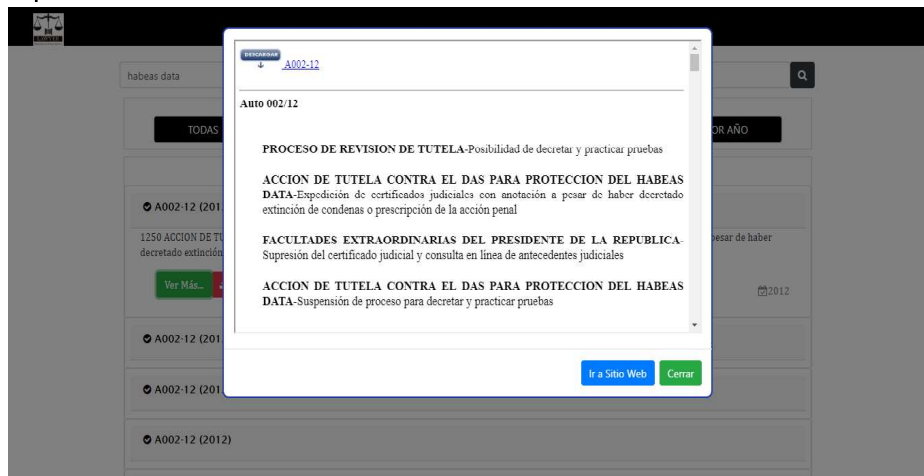 habeas data
DESCARGAR
A002-12
Auto 002/12
PROCESO DE REVISION DE TUTELA-Posibilidad de decretar y practicar pruebas
ACCION DE TUTELA CONTRA EL DAS PARA PROTECCION DEL HABEAS
DATA-Expedición de certificados judiciales con anotación a pesar de haber decretado
extinción de condenas o prescripción de la acción penal
FACULTADES EXTRAORDINARIAS DEL PRESIDENTE DE LA REPUBLICA-
Supresión del certificado judicial y consulta en línea de antecedentes judiciales
ACCION DE TUTELA CONTRA EL DAS PARA PROTECCION DEL HABEAS
DATA-Suspensión de proceso para decretar y practicar pruebas
Ir a Sitio Web Cerrar
TODAS
OR AÑO
A002-12 (201
1250 ACCION DE TU
pesar de haber
decretado extinción
Ver Más...
2012
A002-12 (201
A002-12 (201
A002-12 (2012)